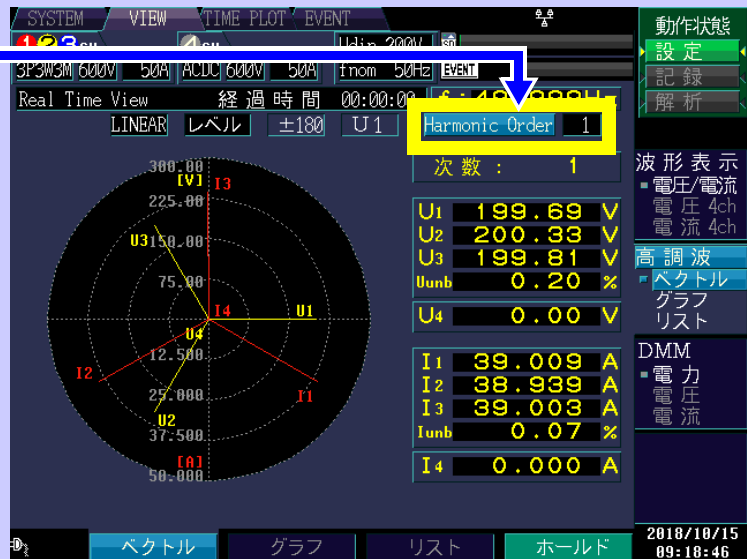 SYSTEM VIEW TIME PLOT EVENT
動作状態
123 4
Udin 200V SD
設定
3P3W3M 600V 50A ACDC 600V 50A fnom 50Hz EVENT
記録
Real Time View 経過時間 00:00:00 f:
解析
LINEAR レベル ±180 U1 Harmonic Order 1
300.00
[V]
I3
225.00
U3
150.00
75.00
I4
U1
U4
12.500
I2
25.000
I1
U2
37.500
[A]
50.000
次数: 1
U1 199.69 V
U2 200.33 V
U3 199.81 V
Uunb 0.20 %
U4 0.00 V
I1 39.009 A
I2 38.939 A
I3 39.003 A
Iunb 0.07 %
I4 0.000 A
波形表示
電圧/電流
電圧 4ch
電流 4ch
高調波
ベクトル
グラフ
リスト
DMM
電力
電圧
電流
ベクトル グラフ リスト ホールド
2018/10/15
09:18:46